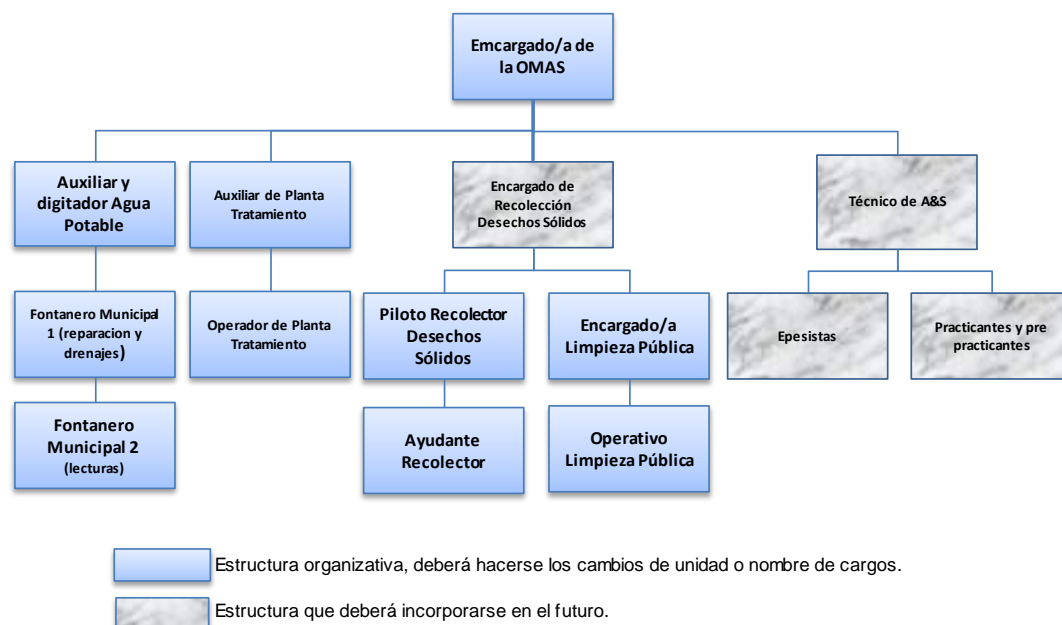 Emcargado/a de
la OMAS
Auxiliar y
digitador Agua
Potable
Auxiliar de Planta
Tratamiento
Encargado de
Recolección
Desechos Sólidos
Técnico de A&S
Fontanero Municipal
1 (reparacion y
drenajes)
Operador de Planta
Tratamiento
Piloto Recolector
Desechos
Sólidos
Encargado/a
Limpieza Pública
Epesistas
Practicantes y pre
practicantes
Fontanero
Municipal 2
(lecturas)
Ayudante
Recolector
Operativo
Limpieza Pública
Estructura organizativa, deberá hacerse los cambios de unidad o nombre de cargos.
Estructura que deberá incorporarse en el futuro.